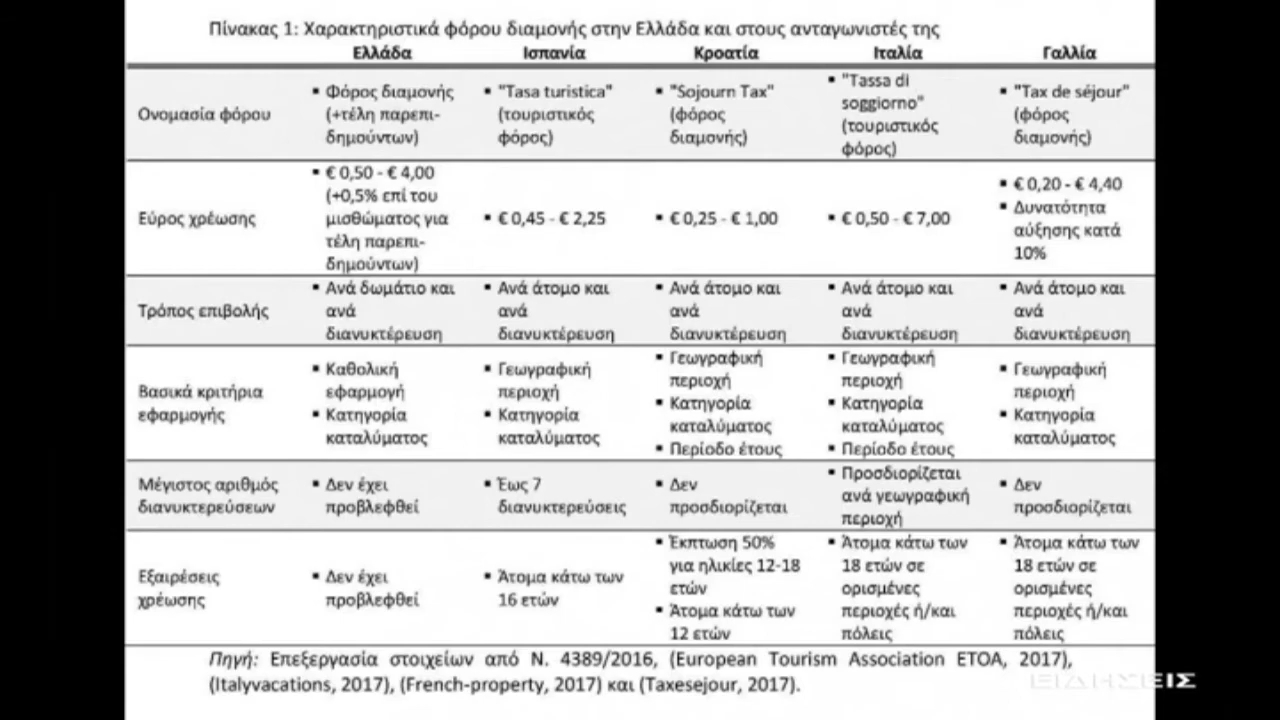 Πίνακας 1: Χαρακτηριστικά φόρου διαμονής στην Ελλάδα και στους ανταγωνιστές της
Ελλάδα Ισπανία Κροατία Ιταλία Γαλλία
Ονομασία φόρου
▪ Φόρος διαμονής
(+τέλη παρεπι-
δημούντων)
▪ "Tasa turistica"
(τουριστικός
φόρος)
▪ "Sojourn Tax"
(φόρος
διαμονής)
▪ "Tassa di
soggiorno"
(τουριστικός
φόρος)
▪ "Tax de séjour"
(φόρος
διαμονής)
Εύρος χρέωσης
▪ € 0,50 - € 4,00
(+0,5% επί του
μισθώματος για
τέλη παρεπι-
δημούντων)
▪ € 0,45 - € 2,25
▪ € 0,25 - € 1,00
▪ € 0,50 - € 7,00
▪ € 0,20 - € 4,40
▪ Δυνατότητα
αύξησης κατά
10%
Τρόπος επιβολής
▪ Ανά δωμάτιο και
ανά
διανυκτέρευση
▪ Ανά άτομο και
ανά
διανυκτέρευση
▪ Ανά άτομο και
ανά
διανυκτέρευση
▪ Ανά άτομο και
ανά
διανυκτέρευση
▪ Ανά άτομο και
ανά
διανυκτέρευση
Βασικά κριτήρια
εφαρμογής
▪ Καθολική
εφαρμογή
▪ Κατηγορία
καταλύματος
▪ Γεωγραφική
περιοχή
▪ Κατηγορία
καταλύματος
▪ Γεωγραφική
περιοχή
▪ Κατηγορία
καταλύματος
▪ Περίοδο έτους
▪ Γεωγραφική
περιοχή
▪ Κατηγορία
καταλύματος
▪ Περίοδο έτους
▪ Γεωγραφική
περιοχή
▪ Κατηγορία
καταλύματος
Μέγιστος αριθμός
διανυκτερεύσεων
▪ Δεν έχει
προβλεφθεί
▪ Έως 7
διανυκτερεύσεις
▪ Δεν
προσδιορίζεται
▪ Προσδιορίζεται
ανά γεωγραφική
περιοχή
▪ Δεν
προσδιορίζεται
Εξαιρέσεις
χρέωσης
▪ Δεν έχει
προβλεφθεί
▪ Άτομα κάτω των
16 ετών
▪ Έκπτωση 50%
για ηλικίες 12-18
ετών
▪ Άτομα κάτω των
12 ετών
▪ Άτομα κάτω των
18 ετών σε
ορισμένες
περιοχές ή/και
πόλεις
▪ Άτομα κάτω των
18 ετών σε
ορισμένες
περιοχές ή/και
πόλεις
Πηγή: Επεξεργασία στοιχείων από Ν. 4389/2016, (European Tourism Association ETOA, 2017),
(Italyvacations, 2017), (French-property, 2017) και (Taxesejour, 2017).
ΕΙΔΗΣΕΙΣ